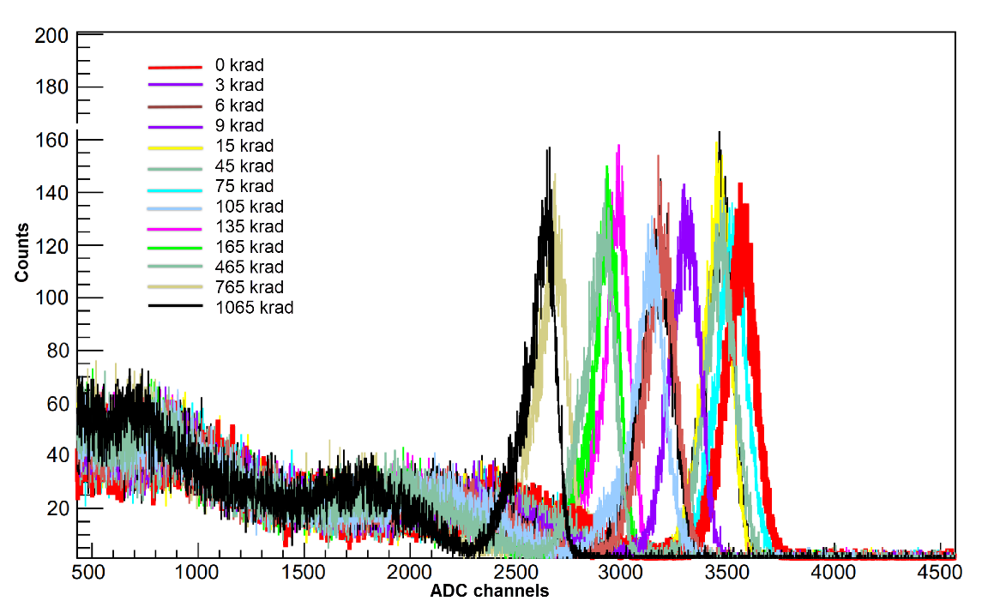 200
180
160
140
120
100
80
60
40
20
Counts
0 krad
3 krad
6 krad
9 krad
15 krad
45 krad
75 krad
105 krad
135 krad
165 krad
465 krad
765 krad
1065 krad
500 1000 1500 2000 2500 3000 3500 4000 4500
ADC channels